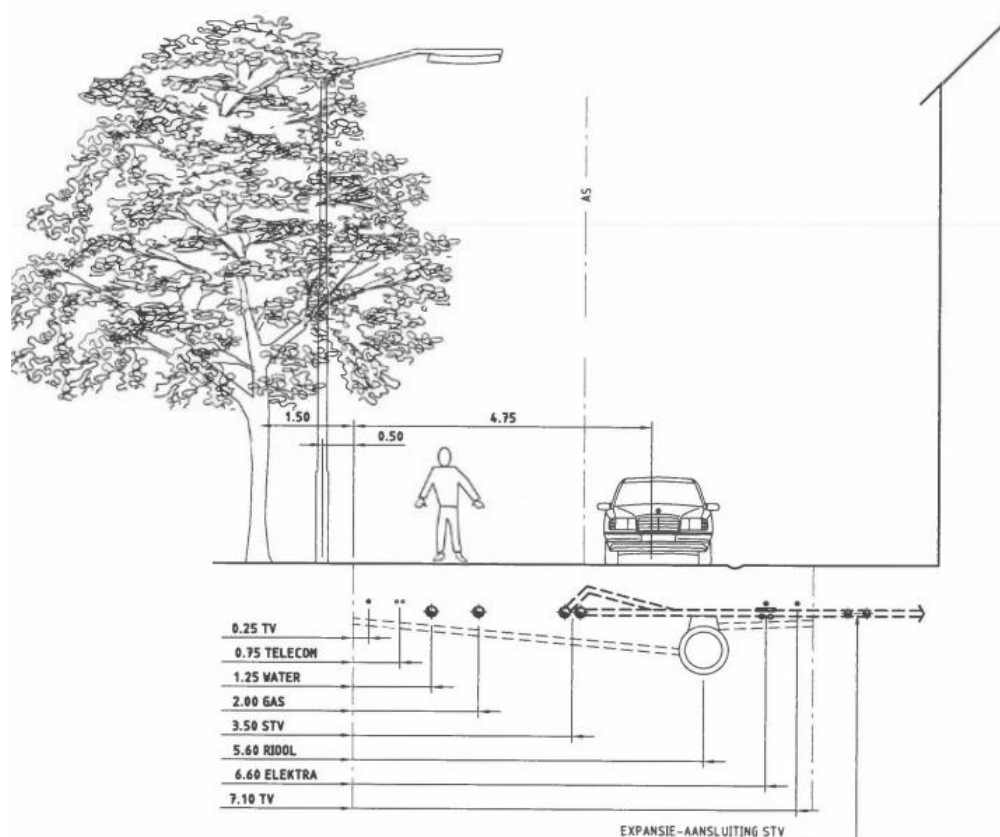 AS
1.50
4.75
0.50
0.25 TV
0.75 TELECOM
1.25 WATER
2.00 GAS
3.50 STV
5.60 RIOOL
6.60 ELEKTRA
7.10 TV
EXPANSIE-AANSLUITING STV